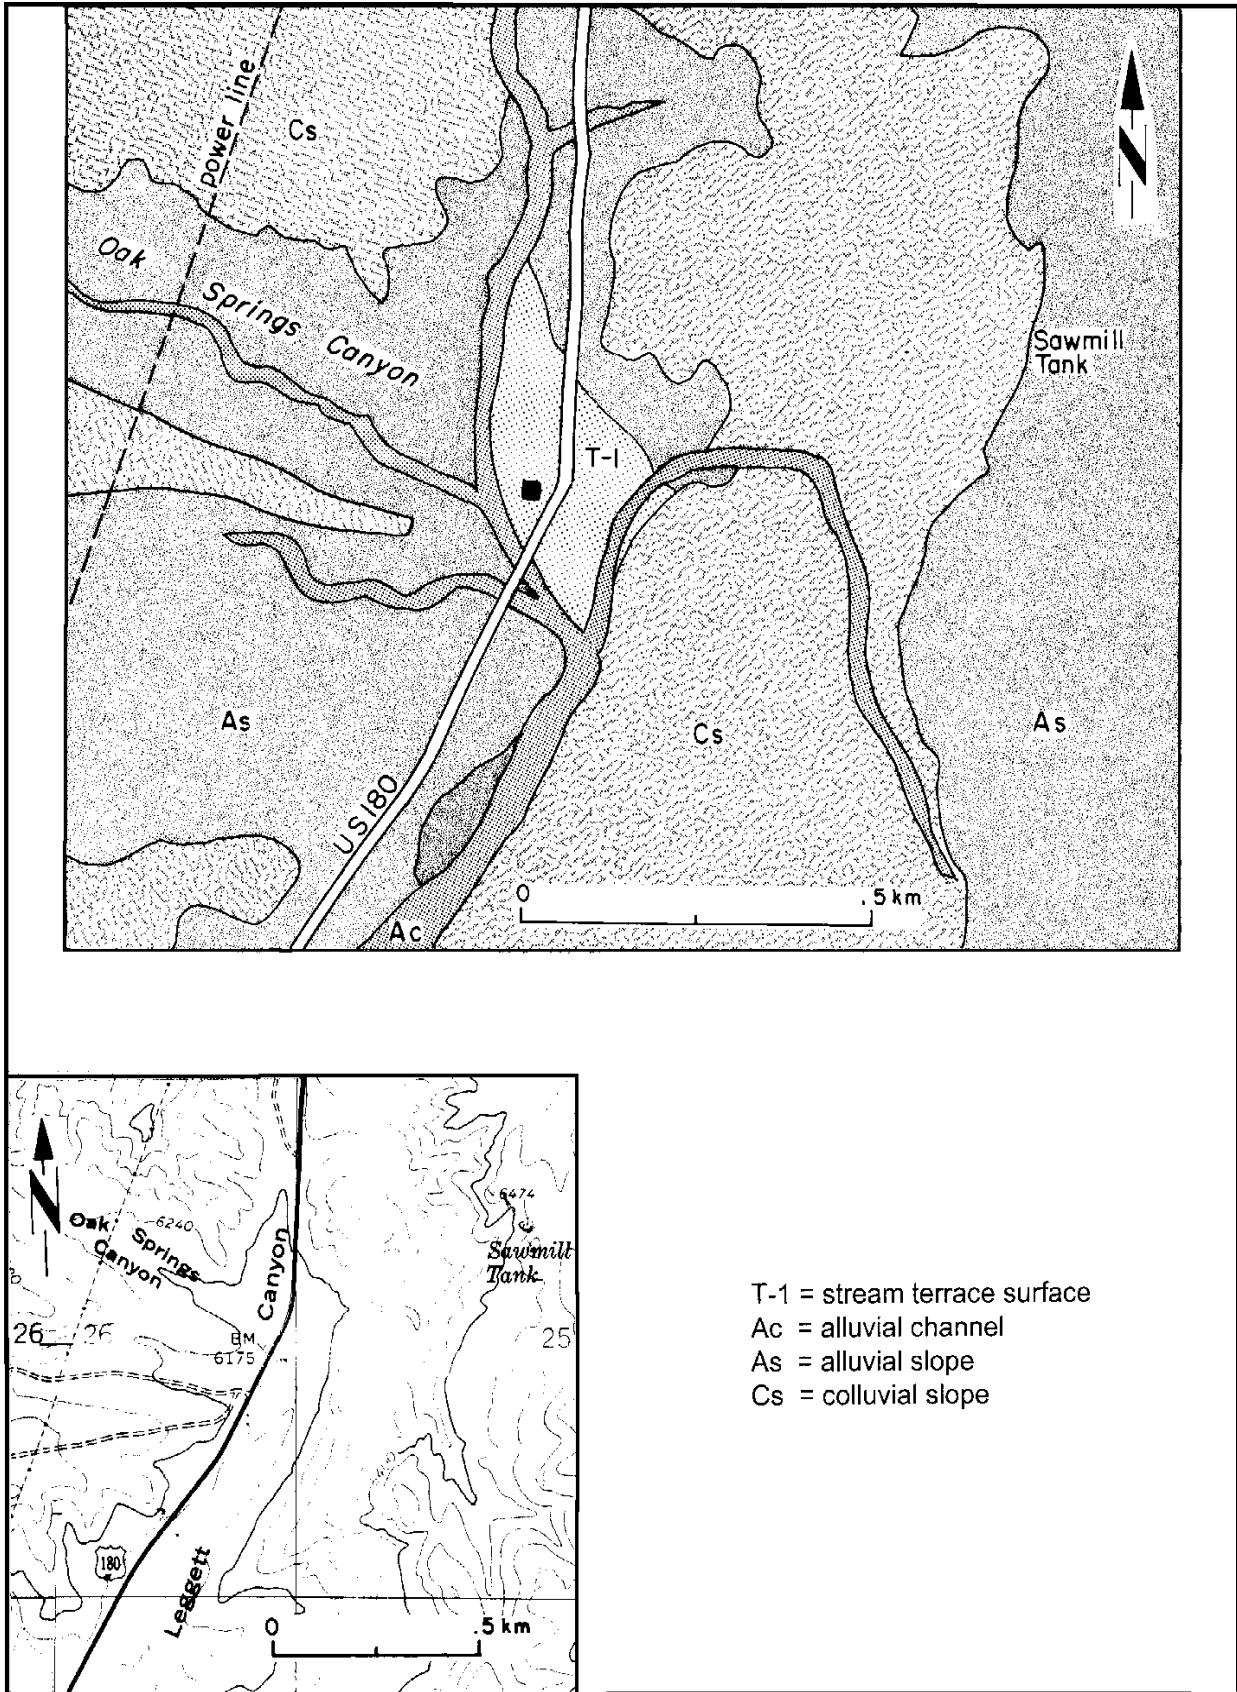 power line
Cs
N
Oak
Springs
Canyon
Sawmill
Tank
T-1
As
Cs
As
US 180
0
.5 km
Ac
N
6474
Oak
6240
Springs
Canyon
Canyon
Sawmill
Tank
26
26
BM
6175
25
180
Leggett
0
.5 km
T-1 = stream terrace surface
Ac = alluvial channel
As = alluvial slope
Cs = colluvial slope